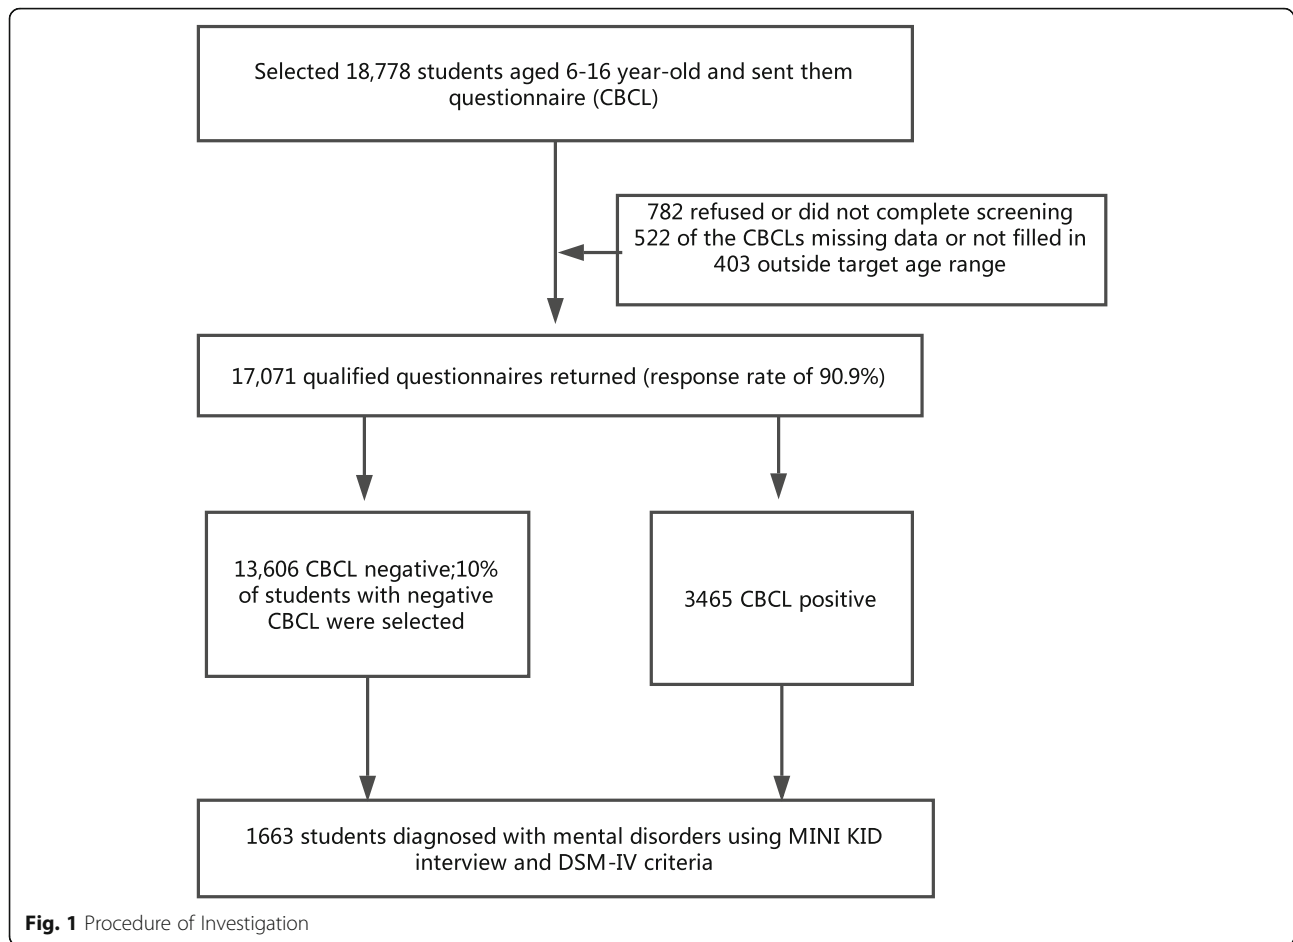 Selected 18,778 students aged 6-16 year-old and sent them
questionnaire (CBCL)
782 refused or did not complete screening
522 of the CBCLs missing data or not filled in
403 outside target age range
17,071 qualified questionnaires returned (response rate of 90.9%)
13,606 CBCL negative;10%
of students with negative
CBCL were selected
3465 CBCL positive
1663 students diagnosed with mental disorders using MINI KID
interview and DSM-IV criteria
Fig. 1 Procedure of Investigation